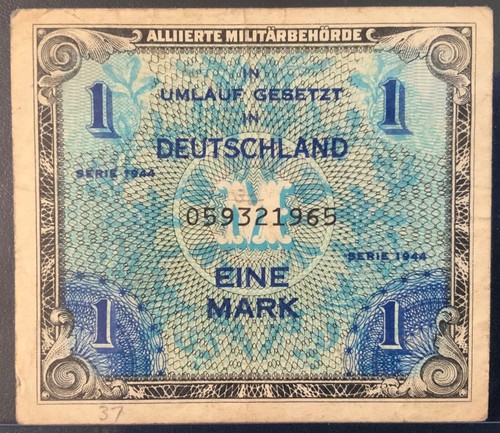 ALLIIERTE MILITÄRBEHÖRDE
1 IN 1
UMLAUF GESETZT
IN
DEUTSCHLAND
SERIE 1944
M
059321965
SERIE 1944
EINE
1 MARK 1
37